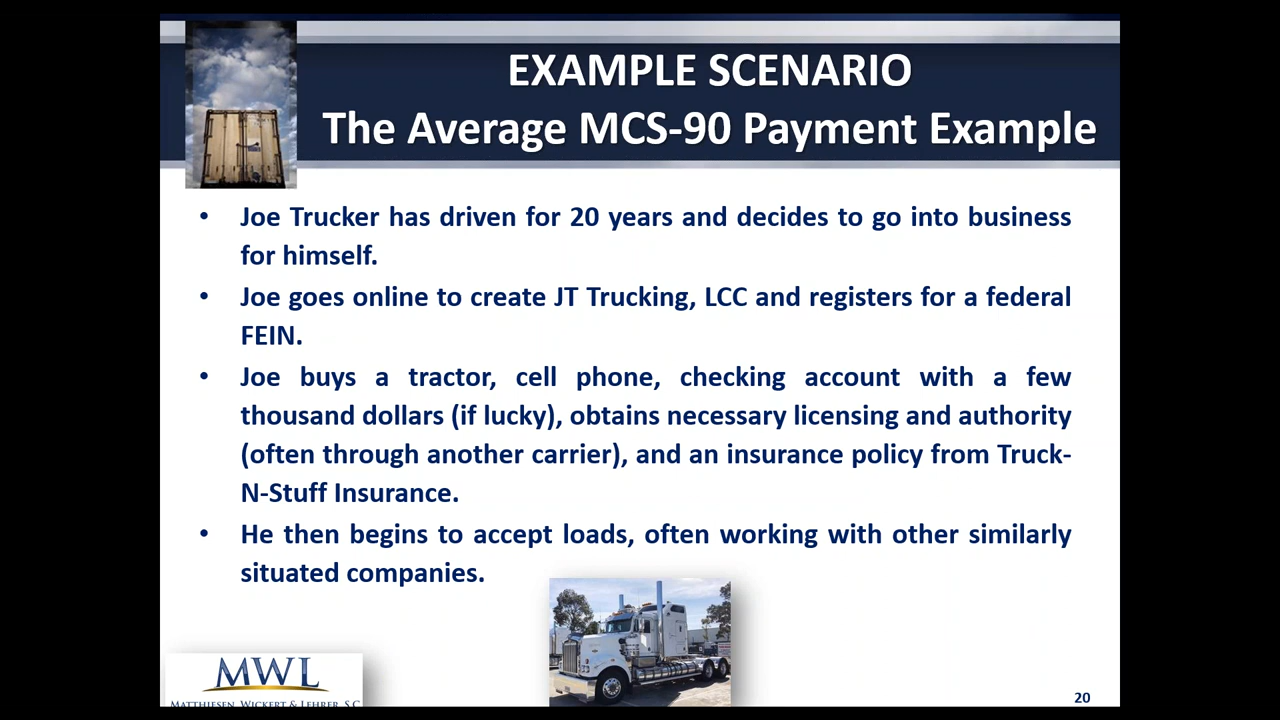 EXAMPLE SCENARIO
The Average MCS-90 Payment Example
• Joe Trucker has driven for 20 years and decides to go into business
for himself.
• Joe goes online to create JT Trucking, LCC and registers for a federal
FEIN.
• Joe buys a tractor, cell phone, checking account with a few
thousand dollars (if lucky), obtains necessary licensing and authority
(often through another carrier), and an insurance policy from Truck-
N-Stuff Insurance.
• He then begins to accept loads, often working with other similarly
situated companies.
MWL
MATTHIESEN, WICKERT & LEHRER, S.C.
20